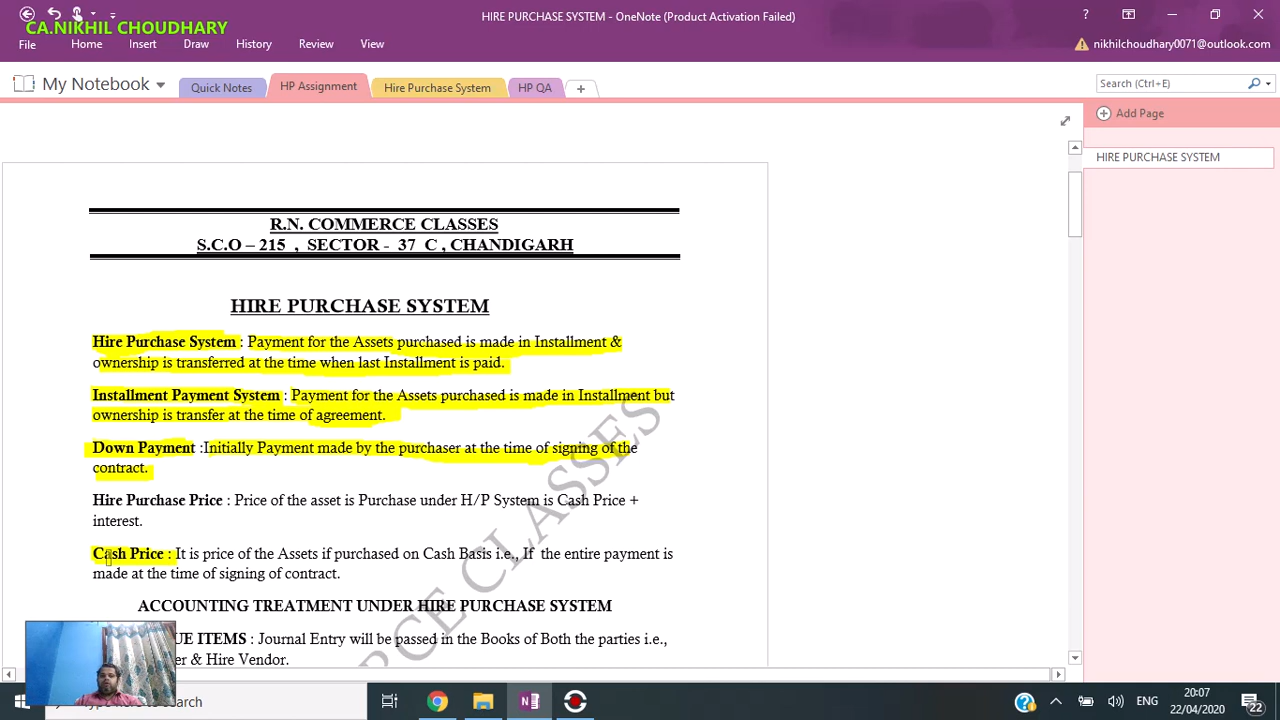 HIRE PURCHASE SYSTEM - OneNote (Product Activation Failed)
CA.NIKHIL CHOUDHARY
File Home Insert Draw History Review View
nikhilchoudhary0071@outlook.com
My Notebook Quick Notes HP Assignment Hire Purchase System HP QA
Search (Ctrl+E)
Add Page
HIRE PURCHASE SYSTEM
R.N. COMMERCE CLASSES
S.C.O – 215 , SECTOR - 37 C , CHANDIGARH
HIRE PURCHASE SYSTEM
Hire Purchase System : Payment for the Assets purchased is made in Installment &
ownership is transferred at the time when last Installment is paid.
Installment Payment System : Payment for the Assets purchased is made in Installment but
ownership is transfer at the time of agreement.
Down Payment :Initially Payment made by the purchaser at the time of signing of the
contract.
Hire Purchase Price : Price of the asset is Purchase under H/P System is Cash Price +
interest.
Cash Price : It is price of the Assets if purchased on Cash Basis i.e., If the entire payment is
made at the time of signing of contract.
ACCOUNTING TREATMENT UNDER HIRE PURCHASE SYSTEM
UE ITEMS : Journal Entry will be passed in the Books of Both the parties i.e.,
er & Hire Vendor.
RCE CLASSES
search
ENG
20:07
22/04/2020
22